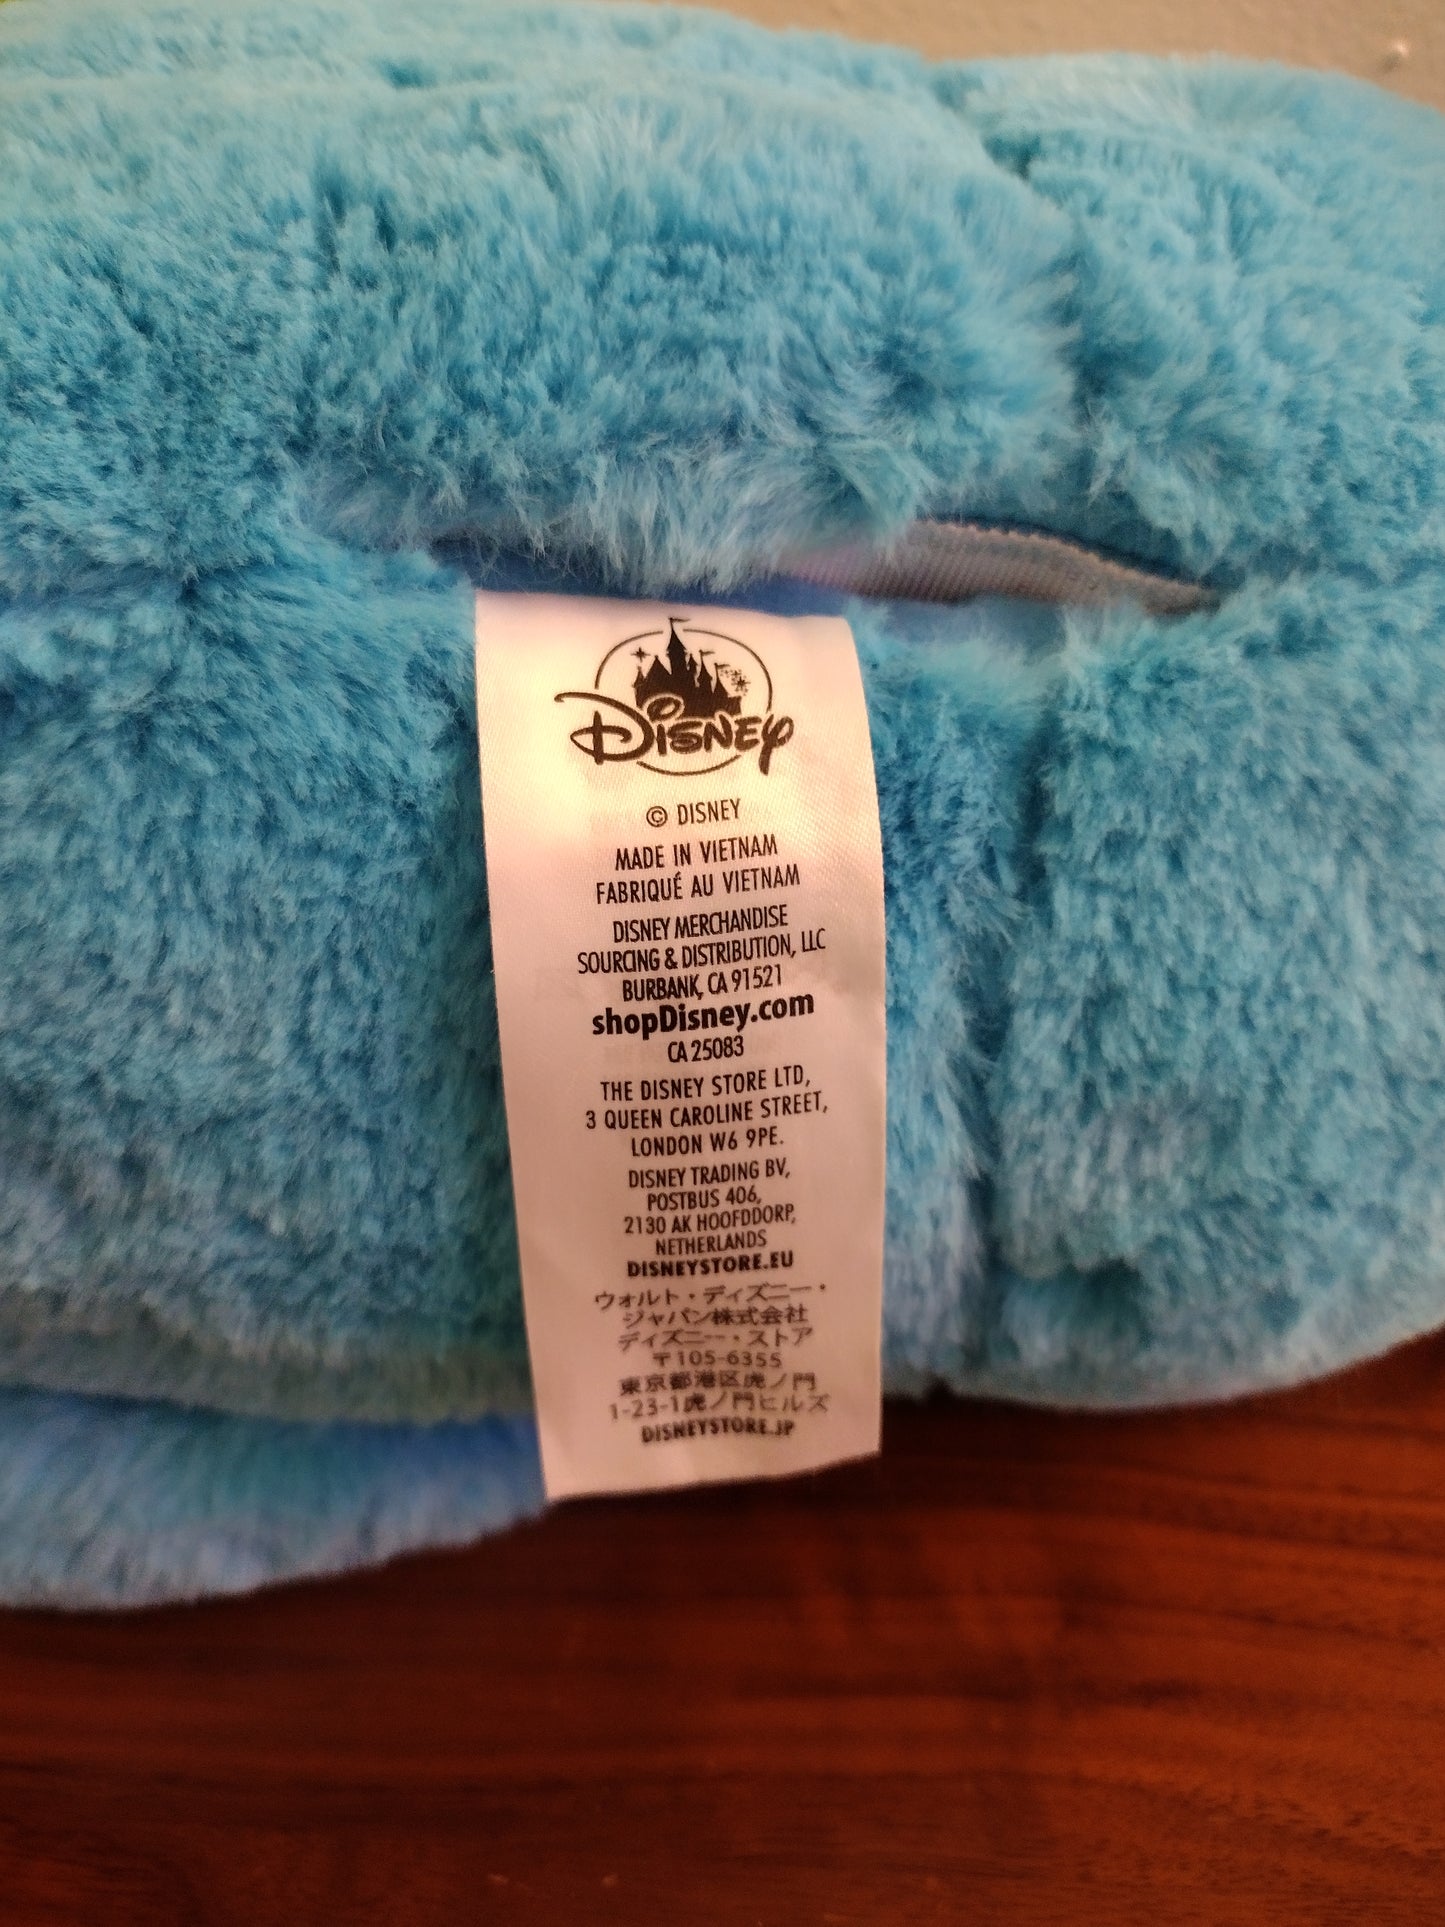 Disney
© DISNEY
MADE IN VIETNAM
FABRIQUÉ AU VIETNAM
DISNEY MERCHANDISE
SOURCING & DISTRIBUTION, LLC
BURBANK, CA 91521
shopDisney.com
CA 25083
THE DISNEY STORE LTD,
3 QUEEN CAROLINE STREET,
LONDON W6 9PE.
DISNEY TRADING BV,
POSTBUS 406,
2130 AK HOOFDDORP,
NETHERLANDS
DISNEYSTORE.EU
ウォルト・ディズニー・
ジャパン株式会社
ディズニー・ストア
〒105-6355
東京都港区虎ノ門
1-23-1虎ノ門ヒルズ
DISNEYSTORE.JP